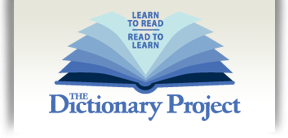 LEARN
TO READ
READ TO
LEARN
THE
Dictionary Project